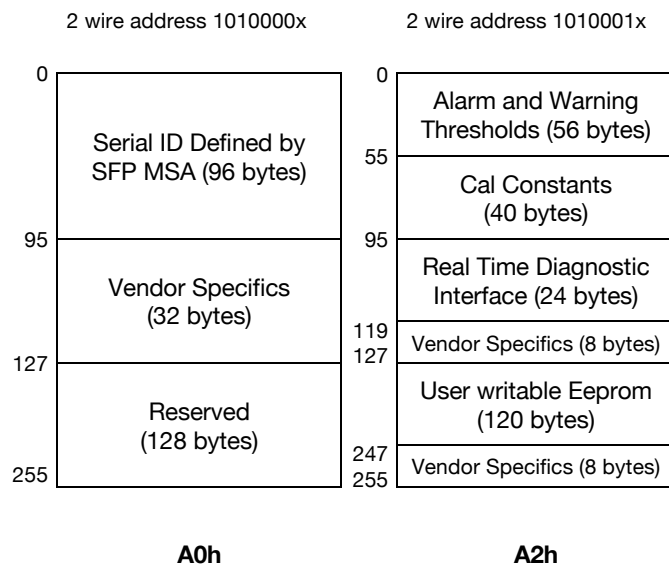 2 wire address 1010000x
0
Serial ID Defined by
SFP MSA (96 bytes)
95
Vendor Specifics
(32 bytes)
127
Reserved
(128 bytes)
255
A0h
2 wire address 1010001x
0
Alarm and Warning
Thresholds (56 bytes)
55
Cal Constants
(40 bytes)
95
Real Time Diagnostic
Interface (24 bytes)
119
Vendor Specifics (8 bytes)
127
User writable Eeprom
(120 bytes)
247
Vendor Specifics (8 bytes)
255
A2h